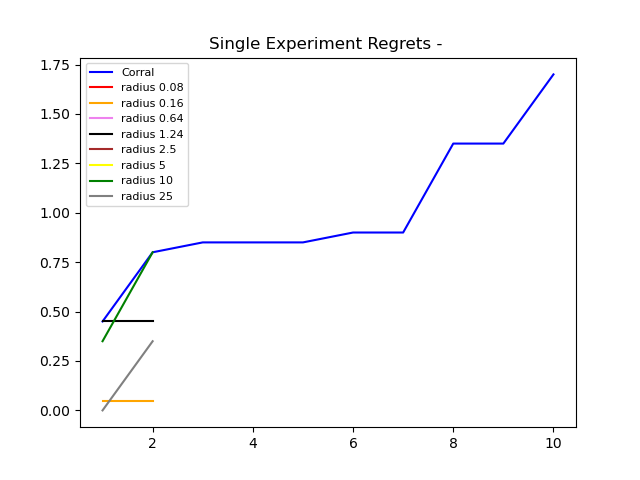 Single Experiment Regrets -
Corral
radius 0.08
radius 0.16
radius 0.64
radius 1.24
radius 2.5
radius 5
radius 10
radius 25
1.75
1.50
1.25
1.00
0.75
0.50
0.25
0.00
2 4 6 8 10